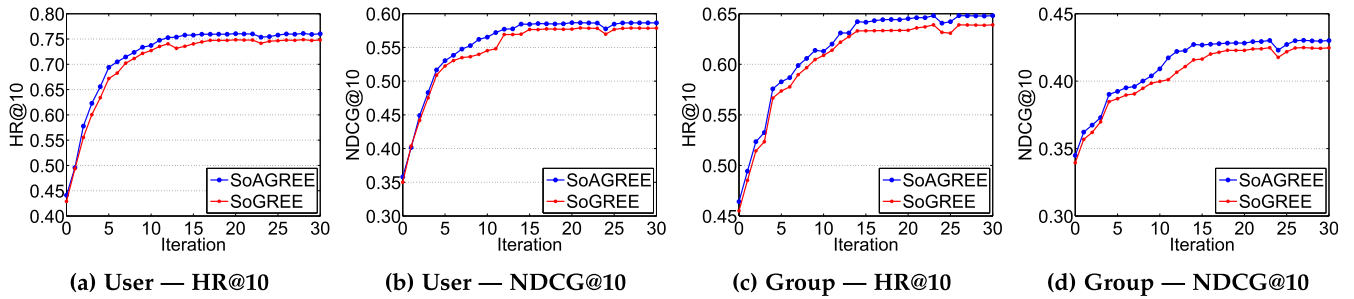 HR@10
0.80
0.75
0.70
0.65
0.60
0.55
0.50
0.45
0.40
0 5 10 15 20 25 30
Iteration
SoAGREE
SoGREE
(a) User — HR@10
NDCG@10
0.60
0.55
0.50
0.45
0.40
0.35
0.30
0 5 10 15 20 25 30
Iteration
SoAGREE
SoGREE
(b) User — NDCG@10
HR@10
0.65
0.60
0.55
0.50
0.45
0 5 10 15 20 25 30
Iteration
SoAGREE
SoGREE
(c) Group — HR@10
NDCG@10
0.45
0.40
0.35
0.30
0 5 10 15 20 25 30
Iteration
SoAGREE
SoGREE
(d) Group — NDCG@10